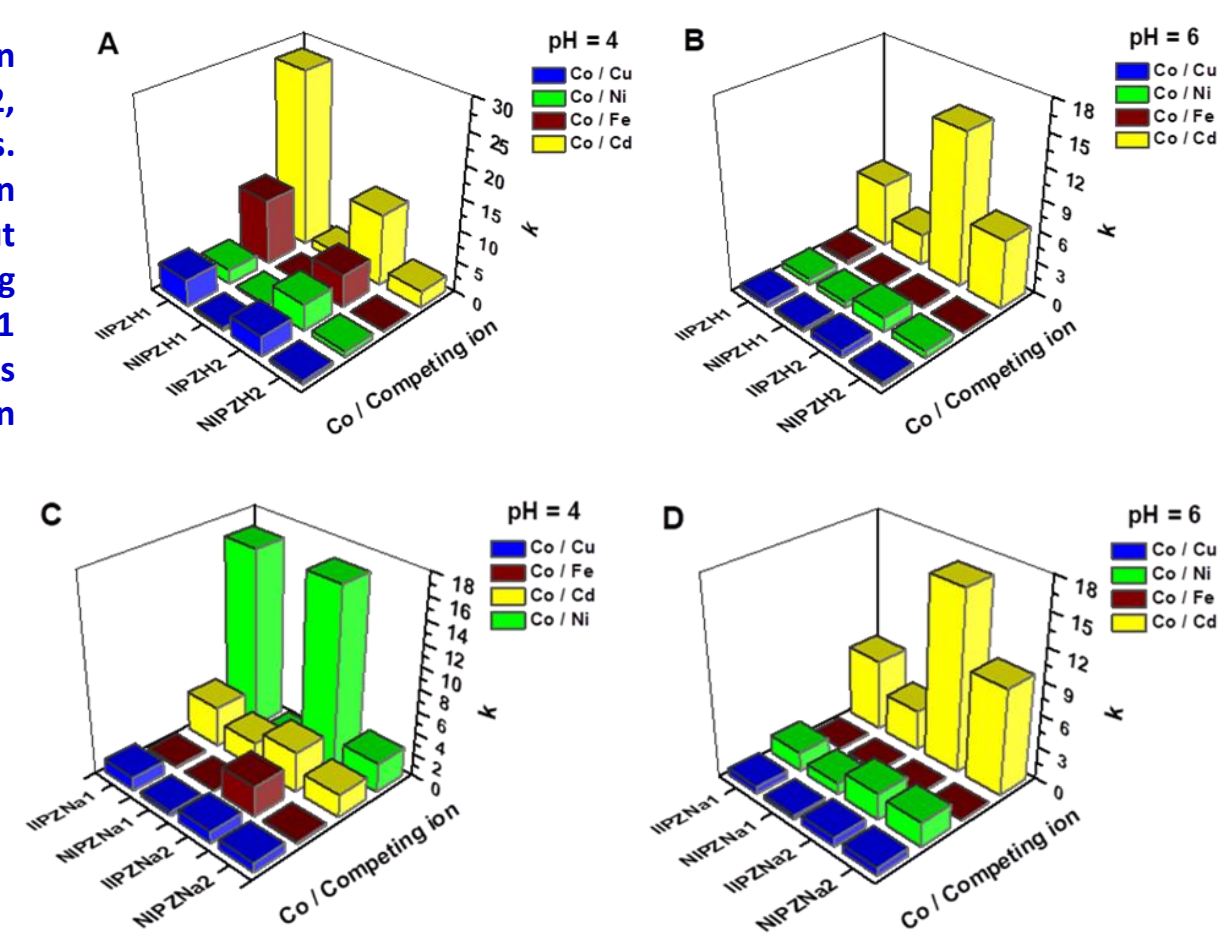 n
2,
s.
n
ut
g
1
s
n
A
pH = 4
Co / Cu
Co / Ni
Co / Fe
Co / Cd
30
25
20
15
10
5
0
k
IIPZH1
NIPZH1
IIPZH2
NIPZH2
Co / Competing ion
B
pH = 6
Co / Cu
Co / Ni
Co / Fe
Co / Cd
18
15
12
9
6
3
0
k
IIPZH1
NIPZH1
IIPZH2
NIPZH2
Co / Competing ion
C
pH = 4
Co / Cu
Co / Fe
Co / Cd
Co / Ni
18
16
14
12
10
8
6
4
2
0
k
IIPZNa1
NIPZNa1
IIPZNa2
NIPZNa2
Co / Competing ion
D
pH = 6
Co / Cu
Co / Ni
Co / Fe
Co / Cd
18
15
12
9
6
3
0
k
IIPZNa1
NIPZNa1
IIPZNa2
NIPZNa2
Co / Competing ion